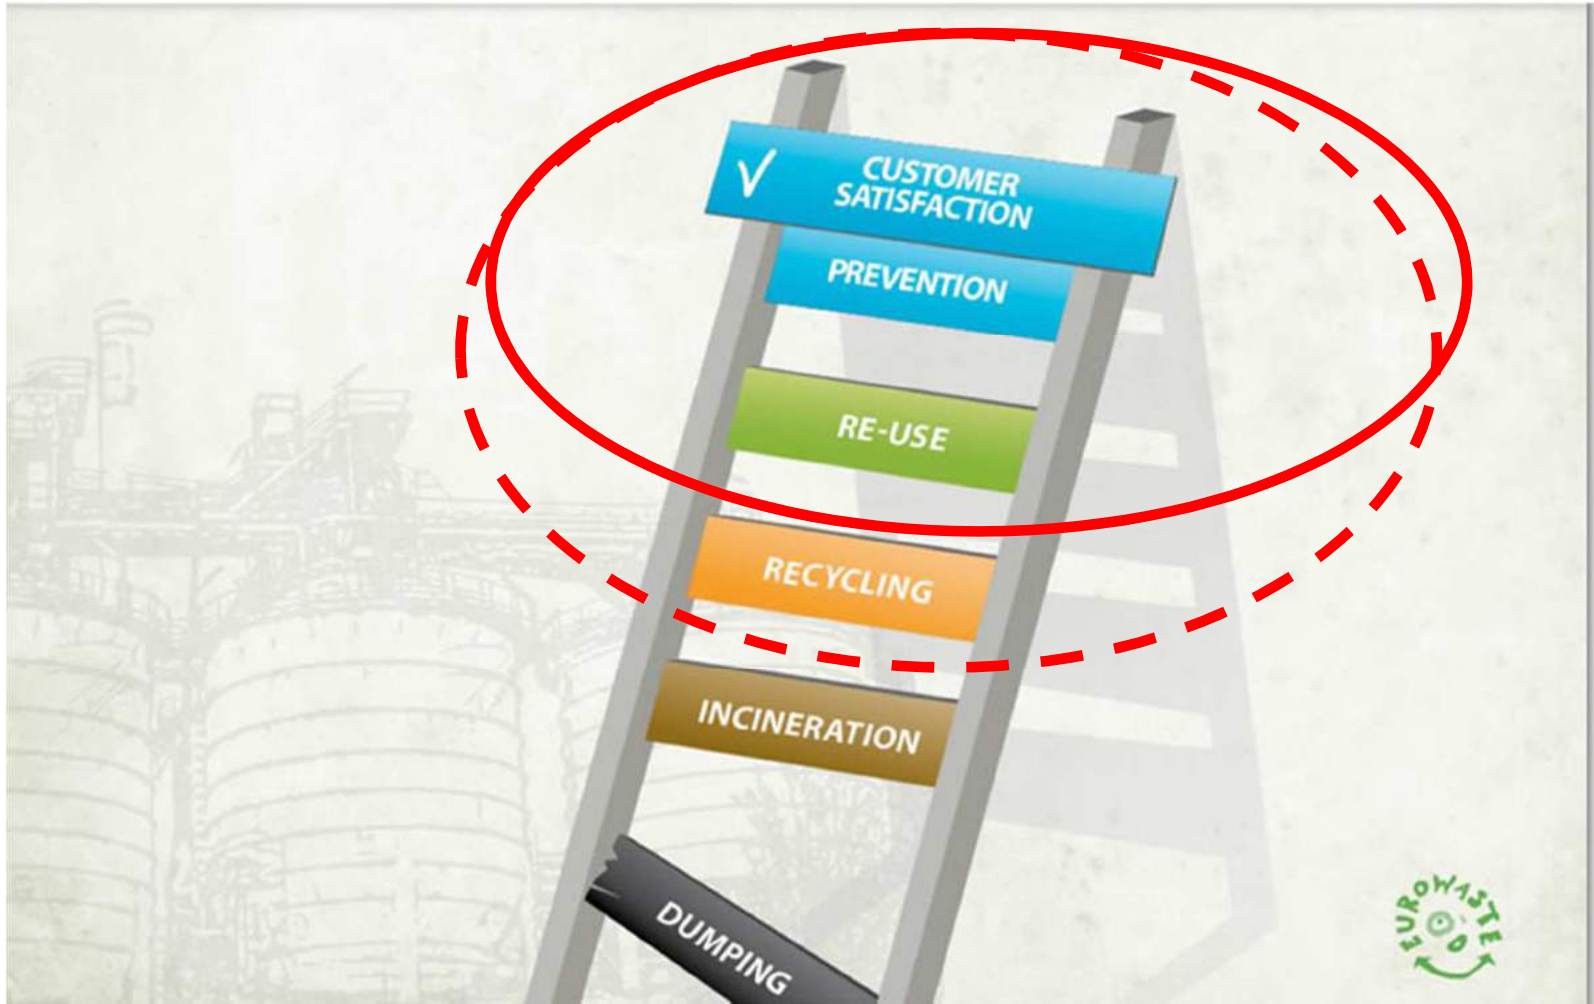 √ CUSTOMER
SATISFACTION
PREVENTION
RE-USE
RECYCLING
INCINERATION
DUMPING
EUROWASTE